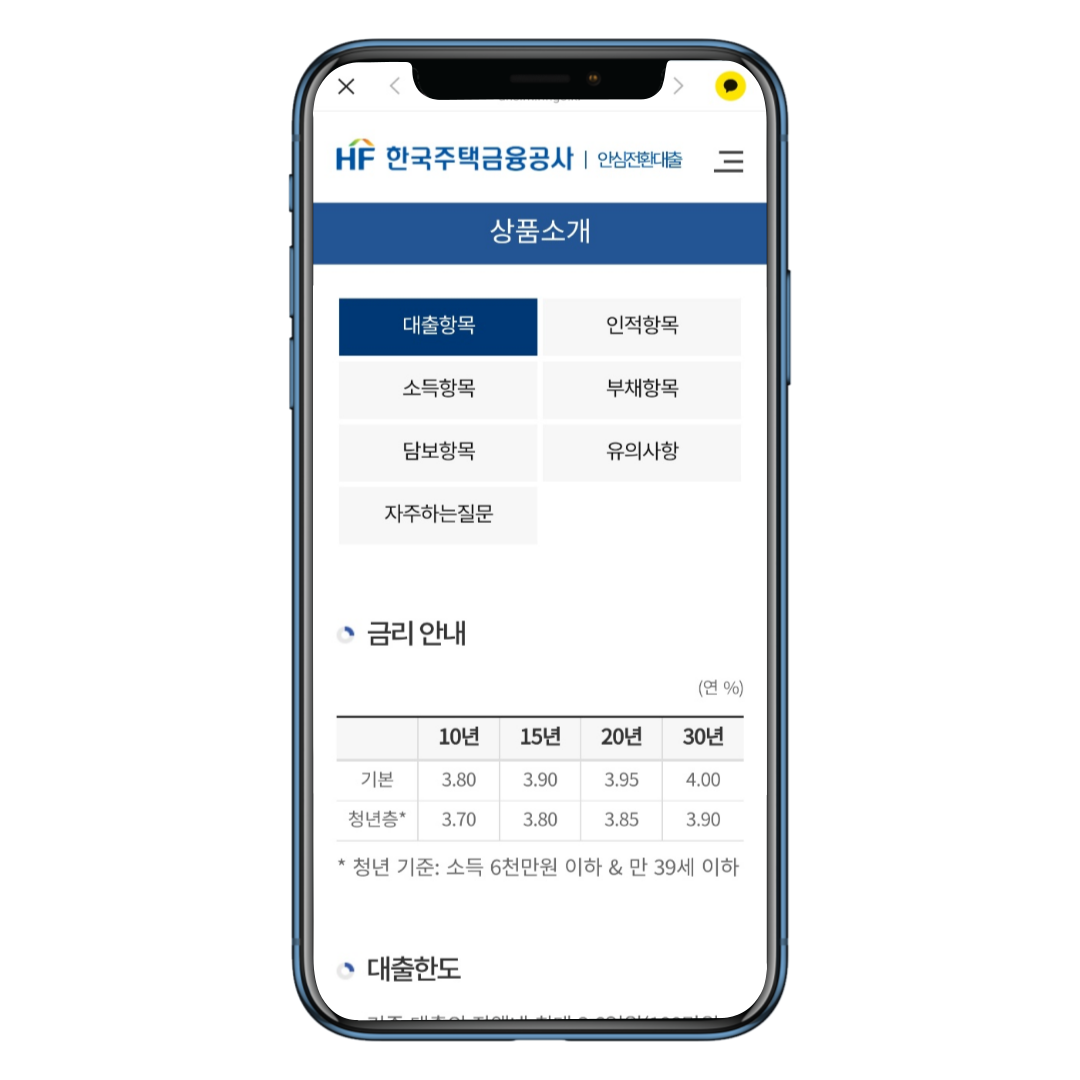 HF 한국주택금융공사 | 안심전환대출
상품소개
대출항목 인적항목
소득항목 부채항목
담보항목 유의사항
자주하는질문
금리 안내
(연 %)
10년 15년 20년 30년
기본 3.80 3.90 3.95 4.00
청년층* 3.70 3.80 3.85 3.90
* 청년 기준: 소득 6천만원 이하 & 만 39세 이하
대출한도